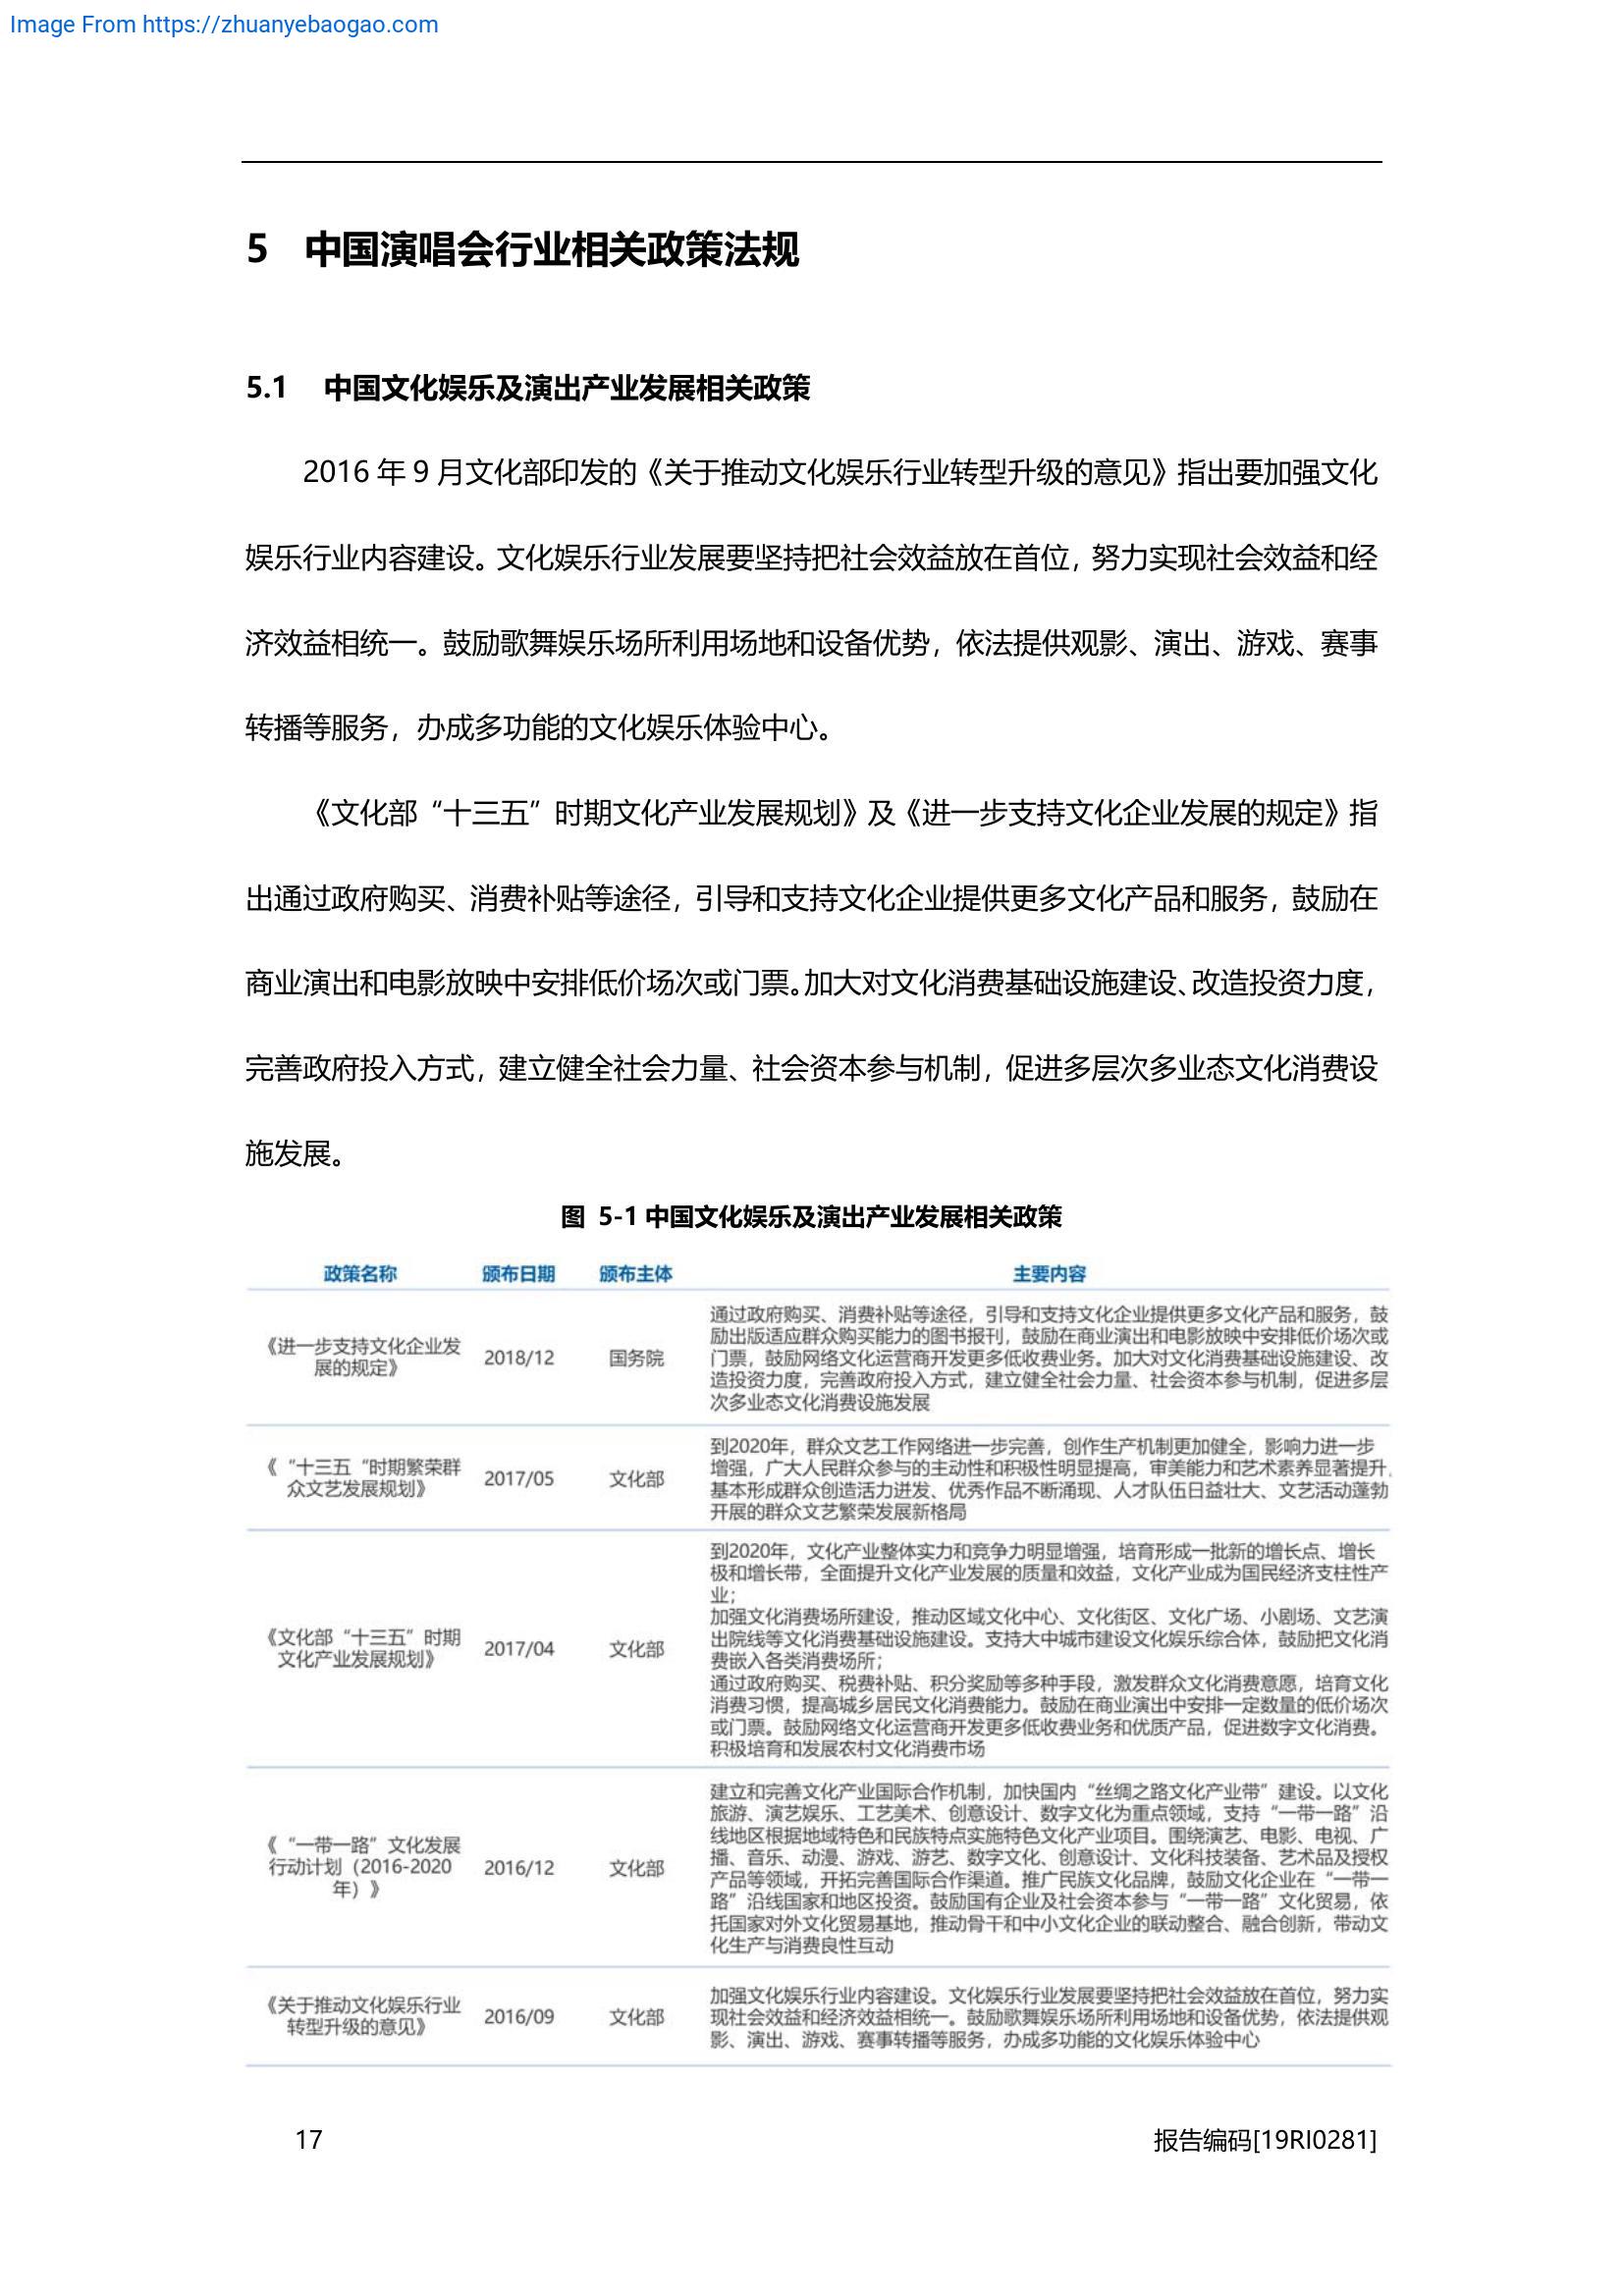 Image From https://zhuanyebaogao.com
5 中国演唱会行业相关政策法规
5.1 中国文化娱乐及演出产业发展相关政策
2016 年 9 月文化部印发的《关于推动文化娱乐行业转型升级的意见》指出要加强文化
娱乐行业内容建设。文化娱乐行业发展要坚持把社会效益放在首位，努力实现社会效益和经
济效益相统一。鼓励歌舞娱乐场所利用场地和设备优势，依法提供观影、演出、游戏、赛事
转播等服务，办成多功能的文化娱乐体验中心。
《文化部“十三五”时期文化产业发展规划》及《进一步支持文化企业发展的规定》指
出通过政府购买、消费补贴等途径，引导和支持文化企业提供更多文化产品和服务，鼓励在
商业演出和电影放映中安排低价场次或门票。加大对文化消费基础设施建设、改造投资力度，
完善政府投入方式，建立健全社会力量、社会资本参与机制，促进多层次多业态文化消费设
施发展。
图 5-1 中国文化娱乐及演出产业发展相关政策
政策名称 颁布日期 颁布主体 主要内容
《进一步支持文化企业发
展的规定》
2018/12
国务院
通过政府购买、消费补贴等途径，引导和支持文化企业提供更多文化产品和服务，鼓
励出版适应群众购买能力的图书报刊，鼓励在商业演出和电影放映中安排低价场次或
门票，鼓励网络文化运营商开发更多低收费业务。加大对文化消费基础设施建设、改
造投资力度，完善政府投入方式，建立健全社会力量、社会资本参与机制，促进多层
次多业态文化消费设施发展
《“十三五“时期繁荣群
众文艺发展规划》
2017/05
文化部
到2020年，群众文艺工作网络进一步完善，创作生产机制更加健全，影响力进一步
增强，广大人民群众参与的主动性和积极性明显提高，审美能力和艺术素养显著提升，
基本形成群众创造活力迸发、优秀作品不断涌现、人才队伍日益壮大、文艺活动蓬勃
开展的群众文艺繁荣发展新格局
《文化部“十三五”时期
文化产业发展规划》
2017/04
文化部
到2020年，文化产业整体实力和竞争力明显增强，培育形成一批新的增长点、增长
极和增长带，全面提升文化产业发展的质量和效益，文化产业成为国民经济支柱性产
业；
加强文化消费场所建设，推动区域文化中心、文化街区、文化广场、小剧场、文艺演
出院线等文化消费基础设施建设。支持大中城市建设文化娱乐综合体，鼓励把文化消
费嵌入各类消费场所；
通过政府购买、税费补贴、积分奖励等多种手段，激发群众文化消费意愿，培育文化
消费习惯，提高城乡居民文化消费能力。鼓励在商业演出中安排一定数量的低价场次
或门票。鼓励网络文化运营商开发更多低收费业务和优质产品，促进数字文化消费。
积极培育和发展农村文化消费市场
《“一带一路”文化发展
行动计划（2016-2020
年）》
2016/12
文化部
建立和完善文化产业国际合作机制，加快国内“丝绸之路文化产业带”建设。以文化
旅游、演艺娱乐、工艺美术、创意设计、数字文化为重点领域，支持“一带一路”沿
线地区根据地域特色和民族特点实施特色文化产业项目。围绕演艺、电影、电视、广
播、音乐、动漫、游戏、游艺、数字文化、创意设计、文化科技装备、艺术品及授权
产品等领域，开拓完善国际合作渠道。推广民族文化品牌，鼓励文化企业在“一带一
路”沿线国家和地区投资。鼓励国有企业及社会资本参与“一带一路”文化贸易，依
托国家对外文化贸易基地，推动骨干和中小文化企业的联动整合、融合创新，带动文
化生产与消费良性互动
《关于推动文化娱乐行业
转型升级的意见》
2016/09
文化部
加强文化娱乐行业内容建设。文化娱乐行业发展要坚持把社会效益放在首位，努力实
现社会效益和经济效益相统一。鼓励歌舞娱乐场所利用场地和设备优势，依法提供观
影、演出、游戏、赛事转播等服务，办成多功能的文化娱乐体验中心
17
报告编码[19RI0281]